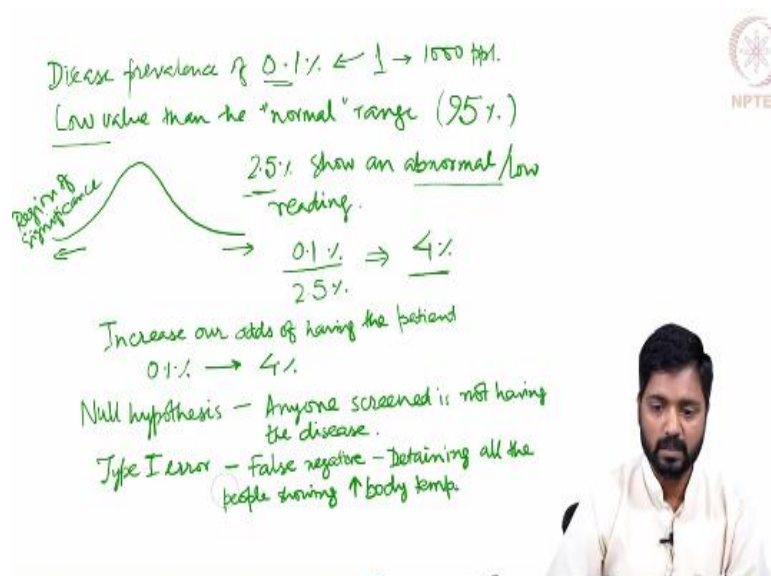 Disease prevalence of 0.1% ← 1 → 1000 ppl.
Low value than the "normal" range (95%)
2.5% show an abnormal/low
reading.
Region of
significance
0.1% ⇒ 4%
2.5%
Increase our odds of having the patient
0.1% → 4%
Null hypothesis – Anyone screened is not having
the disease.
Type I error – False negative – Detaining all the
people showing ↑ body temp.
NPTE